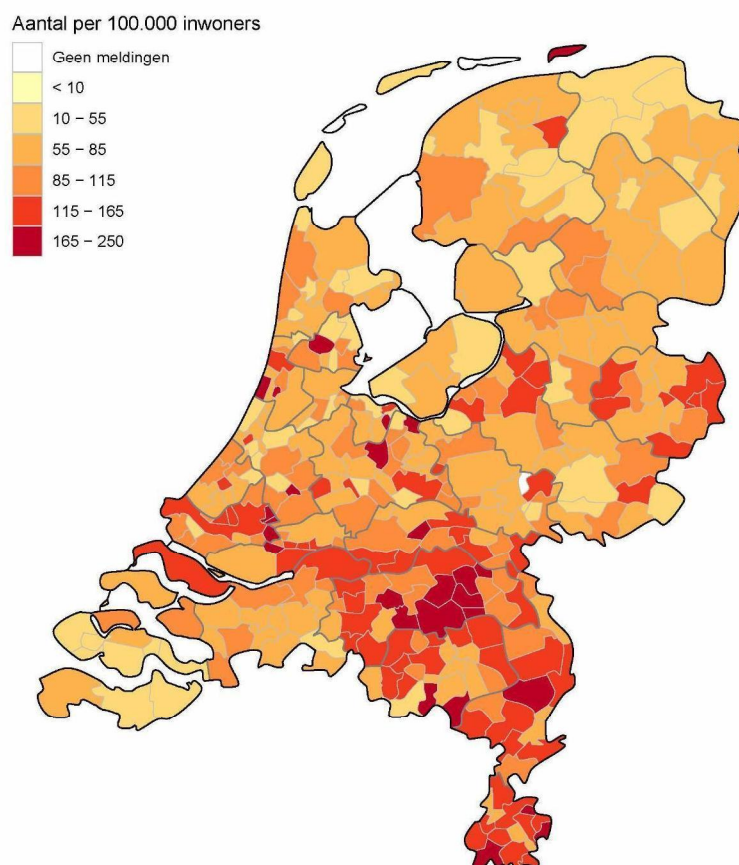 Aantal per 100.000 inwoners
Geen meldingen
< 10
10 − 55
55 − 85
85 − 115
115 − 165
165 − 250